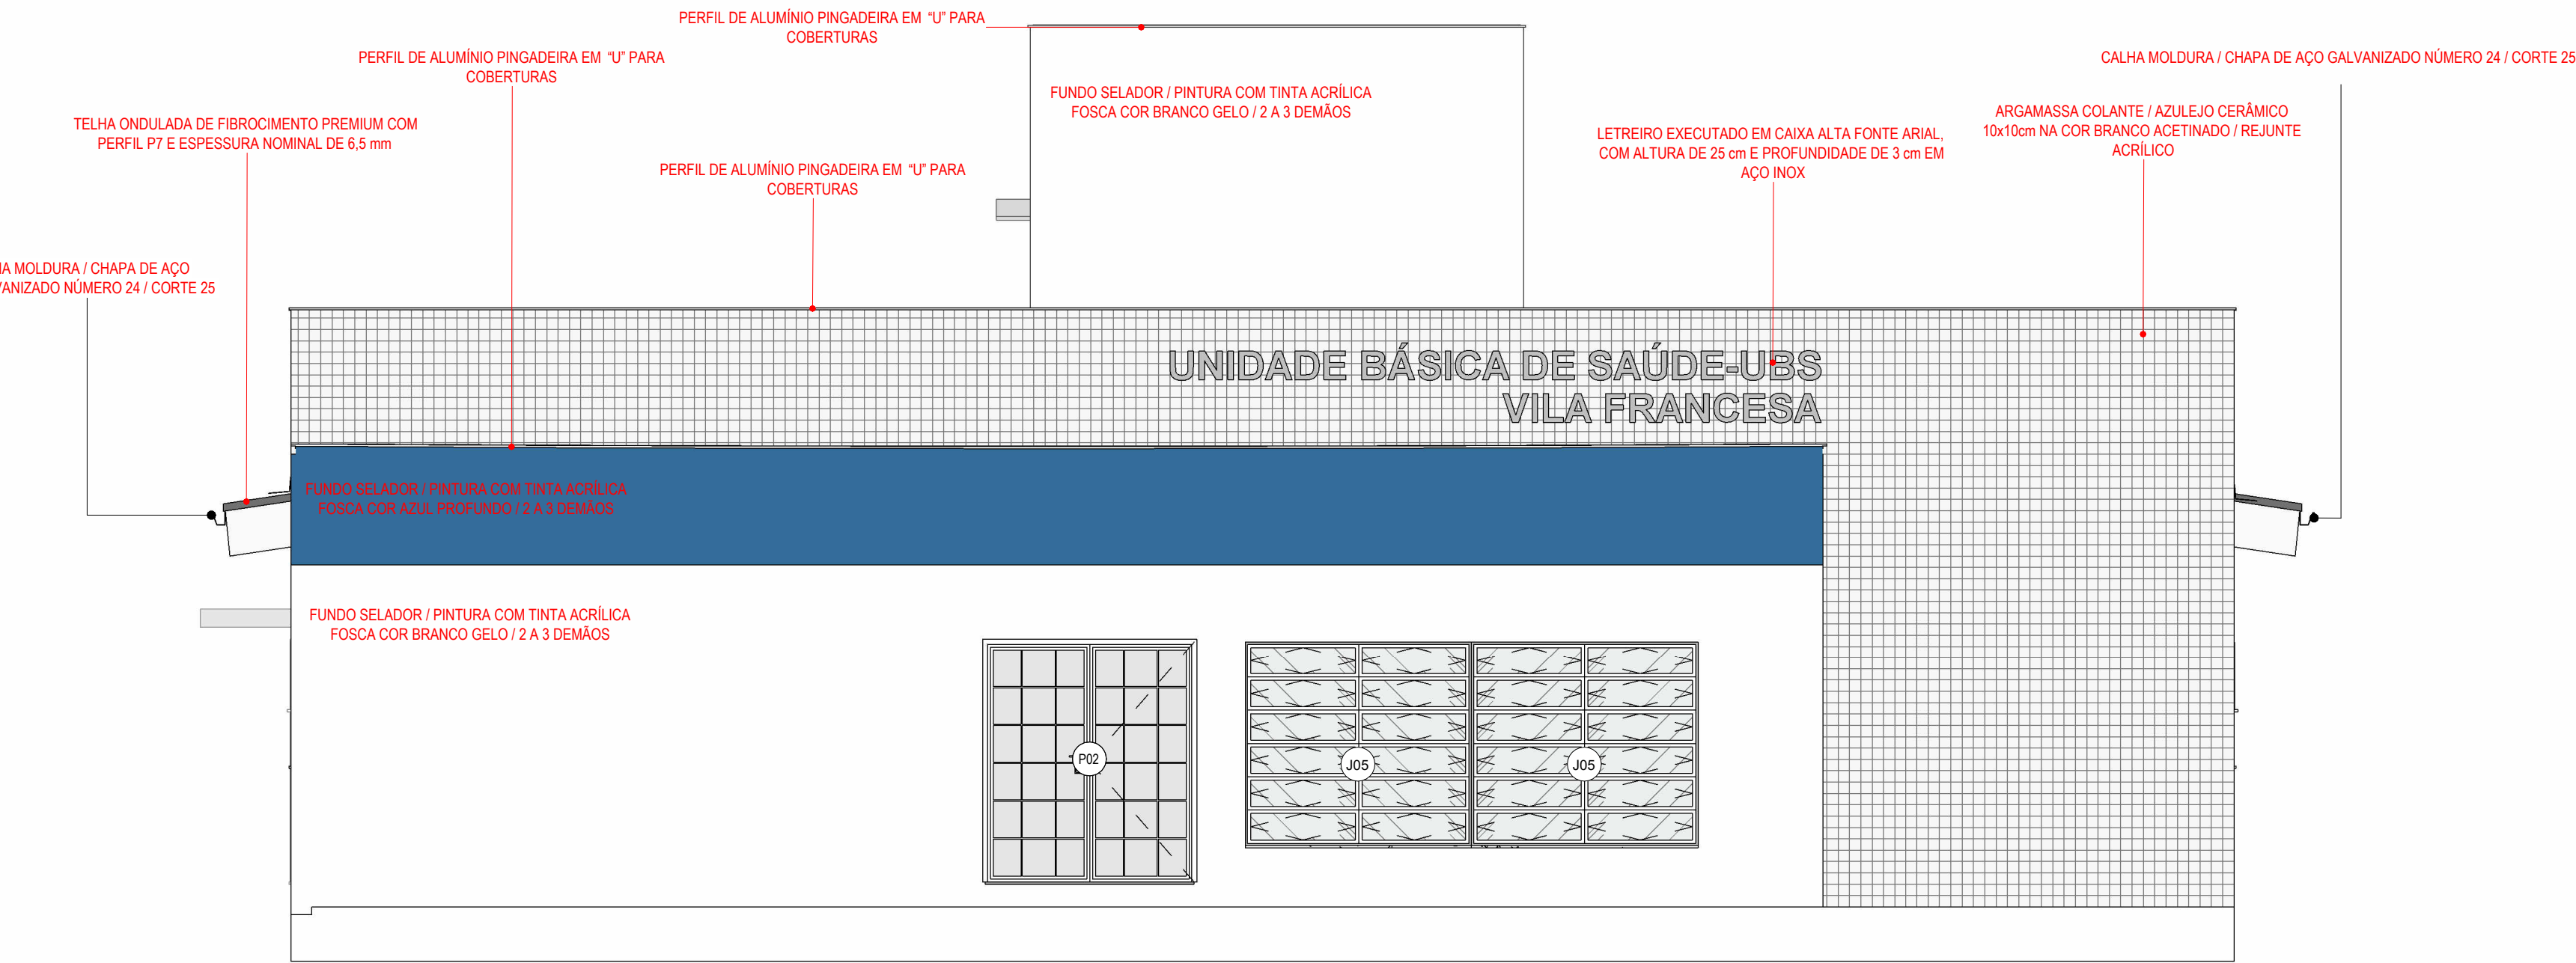 PERFIL DE ALUMÍNIO PINGADEIRA EM “U” PARA
COBERTURAS
PERFIL DE ALUMÍNIO PINGADEIRA EM “U” PARA
COBERTURAS
CALHA MOLDURA / CHAPA DE AÇO GALVANIZADO NÚMERO 24 / CORTE 25
FUNDO SELADOR / PINTURA COM TINTA ACRÍLICA
FOSCA COR BRANCO GELO / 2 A 3 DEMÃOS
TELHA ONDULADA DE FIBROCIMENTO PREMIUM COM
PERFIL P7 E ESPESSURA NOMINAL DE 6,5 mm
LETREIRO EXECUTADO EM CAIXA ALTA FONTE ARIAL,
COM ALTURA DE 25 cm E PROFUNDIDADE DE 3 cm EM
AÇO INOX
ARGAMASSA COLANTE / AZULEJO CERÂMICO
10x10cm NA COR BRANCO ACETINADO / REJUNTE
ACRÍLICO
PERFIL DE ALUMÍNIO PINGADEIRA EM “U” PARA
COBERTURAS
MOLDURA / CHAPA DE AÇO
NÚMERO 24 / CORTE 25
UNIDADE BÁSICA DE SAÚDE-UBS
VILA FRANCESA
FUNDO SELADOR / PINTURA COM TINTA ACRÍLICA
FOSCA COR AZUL PROFUNDO / 2 A 3 DEMÃOS
FUNDO SELADOR / PINTURA COM TINTA ACRÍLICA
FOSCA COR BRANCO GELO / 2 A 3 DEMÃOS
P02
J05
J05